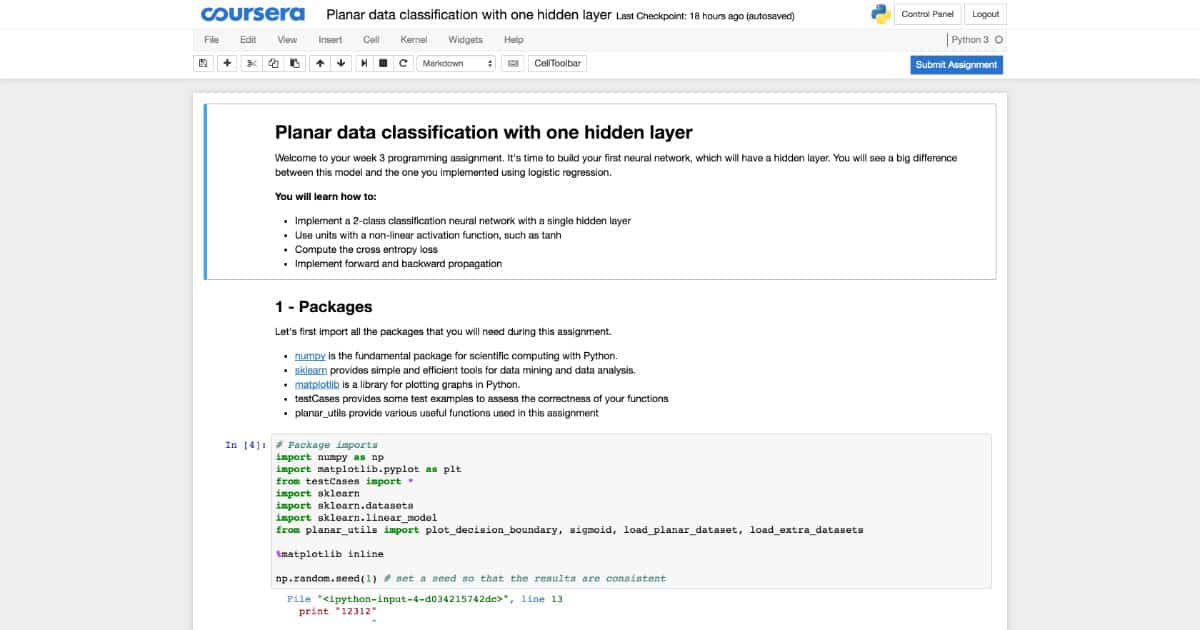 coursera Planar data classification with one hidden layer Last Checkpoint: 18 hours ago (autosaved) Control Panel Logout
File Edit View Insert Cell Kernel Widgets Help Python 3
Markdown CellToolbar Submit Assignment
Planar data classification with one hidden layer
Welcome to your week 3 programming assignment. It's time to build your first neural network, which will have a hidden layer. You will see a big difference
between this model and the one you implemented using logistic regression.
You will learn how to:
• Implement a 2-class classification neural network with a single hidden layer
• Use units with a non-linear activation function, such as tanh
• Compute the cross entropy loss
• Implement forward and backward propagation
1 - Packages
Let's first import all the packages that you will need during this assignment.
• numpy is the fundamental package for scientific computing with Python.
• sklearn provides simple and efficient tools for data mining and data analysis.
• matplotlib is a library for plotting graphs in Python.
• testCases provides some test examples to assess the correctness of your functions
• planar_utils provide various useful functions used in this assignment
In [4]: # Package imports
import numpy as np
import matplotlib.pyplot as plt
from testCases import *
import sklearn
import sklearn.datasets
import sklearn.linear_model
from planar_utils import plot_decision_boundary, sigmoid, load_planar_dataset, load_extra_datasets
%matplotlib inline
np.random.seed(1) # set a seed so that the results are consistent
File "<ipython-input-4-d034215742dc>", line 13
print "12312"